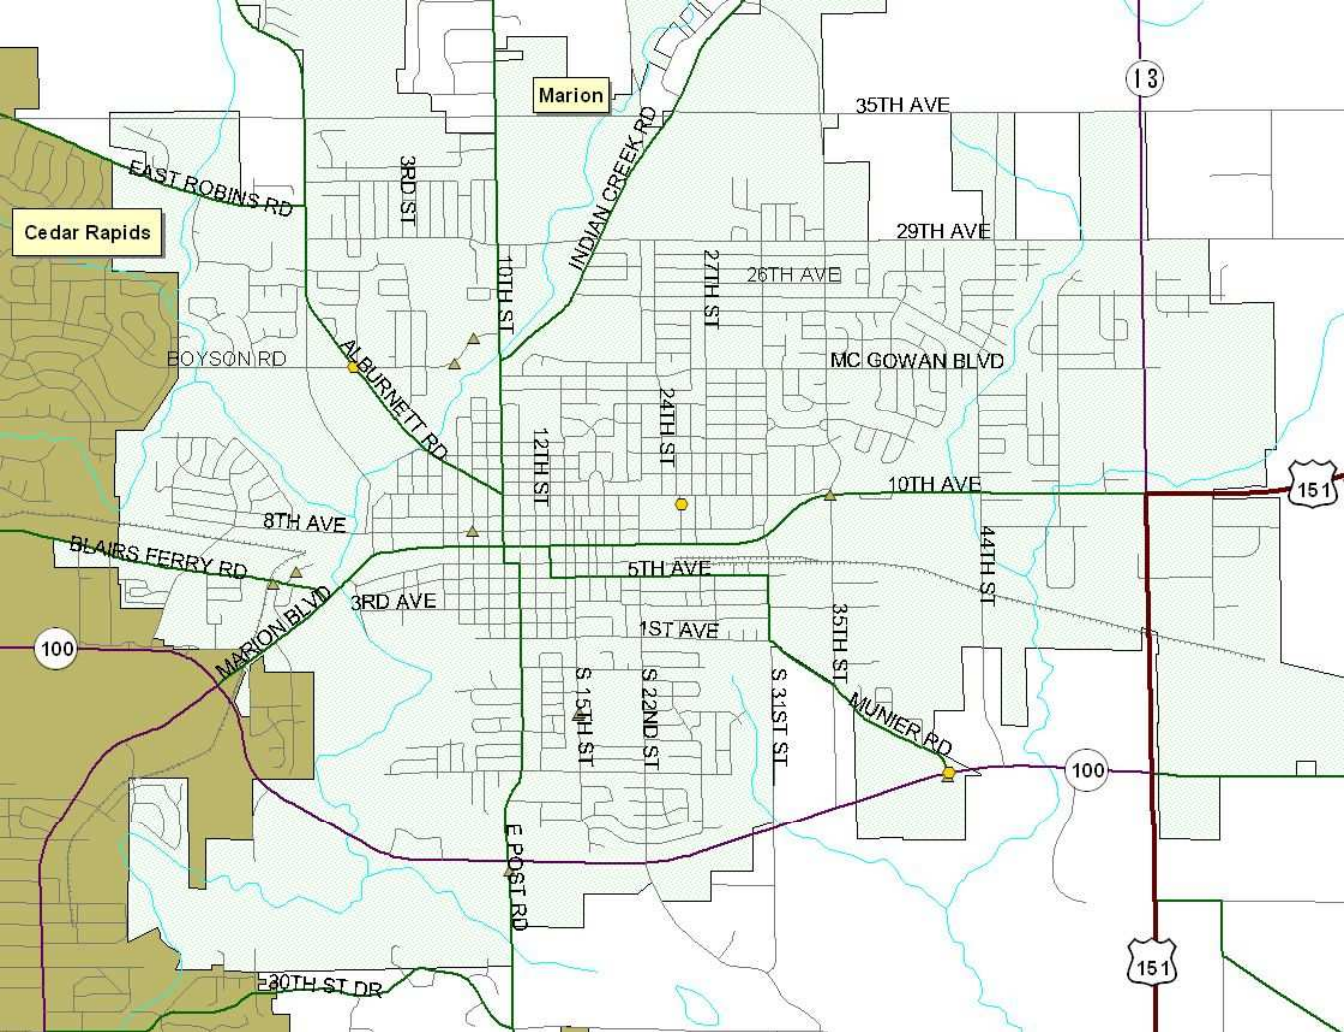 13
Marion
35TH AVE
INDIAN CREEK RD
3RD ST
EAST ROBINS RD
Cedar Rapids
29TH AVE
10TH ST
27TH ST
26TH AVE
BOYSON RD
ALBURNETT RD
MC GOWAN BLVD
24TH ST
12TH ST
10TH AVE
151
8TH AVE
BLAIRS FERRY RD
5TH AVE
44TH ST
3RD AVE
MARION BLVD
1ST AVE
35TH ST
100
S 15TH ST
S 22ND ST
S 31ST ST
MUNIER RD
100
E POST RD
151
30TH ST DR